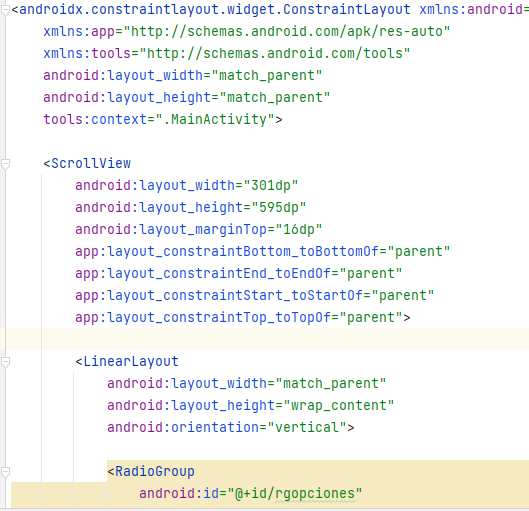 <androidx.constraintlayout.widget.ConstraintLayout xmlns:android=
xmlns:app="http://schemas.android.com/apk/res-auto"
xmlns:tools="http://schemas.android.com/tools"
android:layout_width="match_parent"
android:layout_height="match_parent"
tools:context=".MainActivity">
<ScrollView
android:layout_width="301dp"
android:layout_height="595dp"
android:layout_marginTop="16dp"
app:layout_constraintBottom_toBottomOf="parent"
app:layout_constraintEnd_toEndOf="parent"
app:layout_constraintStart_toStartOf="parent"
app:layout_constraintTop_toTopOf="parent">
<LinearLayout
android:layout_width="match_parent"
android:layout_height="wrap_content"
android:orientation="vertical">
<RadioGroup
android:id="@+id/rgopciones"